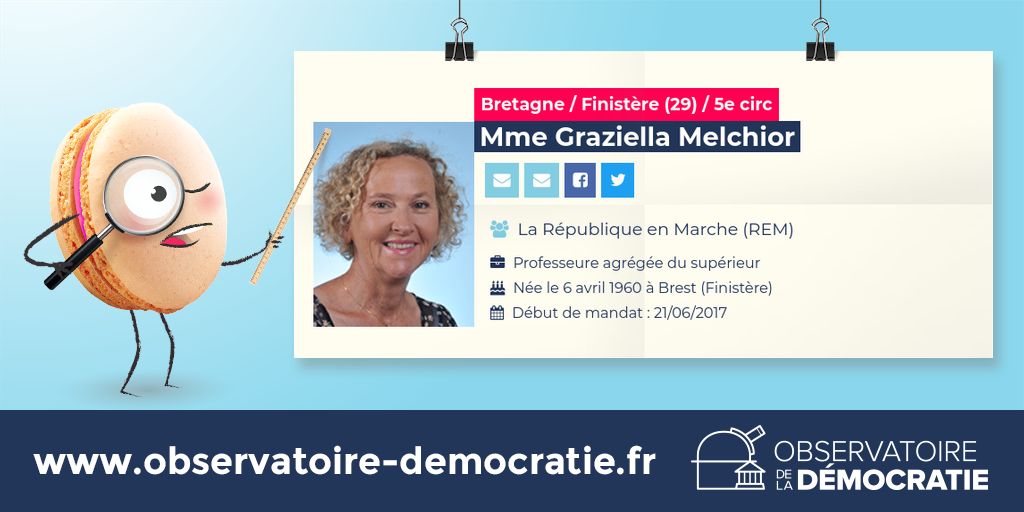 Bretagne / Finistère (29) / 5e circ
Mme Graziella Melchior
La République en Marche (REM)
Professeure agrégée du supérieur
Née le 6 avril 1960 à Brest (Finistère)
Début de mandat : 21/06/2017
www.observatoire-democratie.fr
OBSERVATOIRE
DE LA DÉMOCRATIE